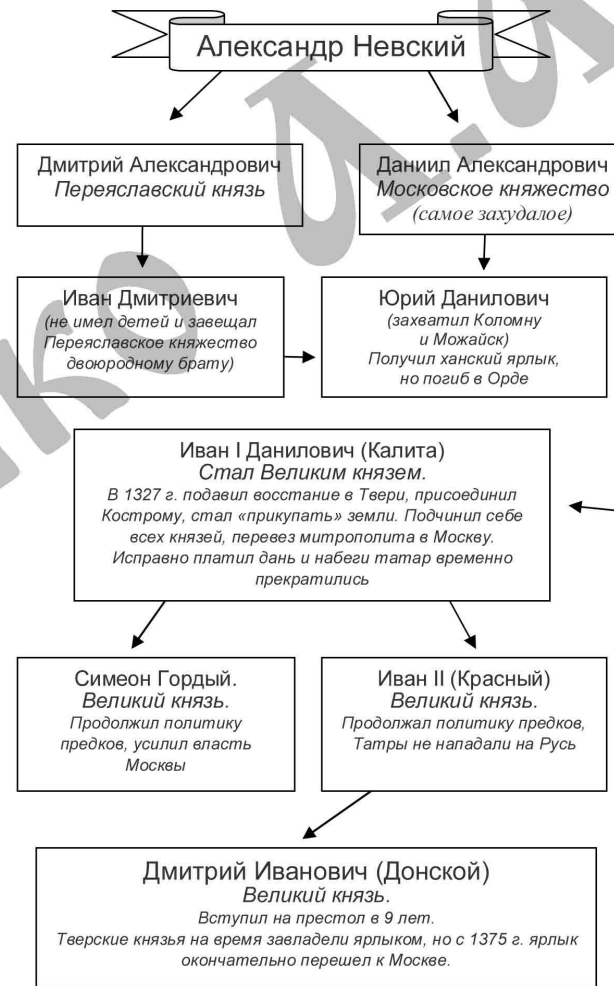 Александр Невский
Дмитрий Александрович
Переяславский князь
Даниил Александрович
Московское княжество
(самое захудалое)
Иван Дмитриевич
(не имел детей и завещал
Переяславское княжество
двоюродному брату)
Юрий Данилович
(захватил Коломну
и Можайск)
Получил ханский ярлык,
но погиб в Орде
Иван I Данилович (Калита)
Стал Великим князем.
В 1327 г. подавил восстание в Твери, присоединил
Кострому, стал «прикупать» земли. Подчинил себе
всех князей, перевез митрополита в Москву.
Исправно платил дань и набеги татар временно
прекратились
Симеон Гордый.
Великий князь.
Продолжил политику
предков, усилил власть
Москвы
Иван II (Красный)
Великий князь.
Продолжал политику предков,
Татры не нападали на Русь
Дмитрий Иванович (Донской)
Великий князь.
Вступил на престол в 9 лет.
Тверские князья на время завладели ярлыком, но с 1375 г. ярлык
окончательно перешел к Москве.